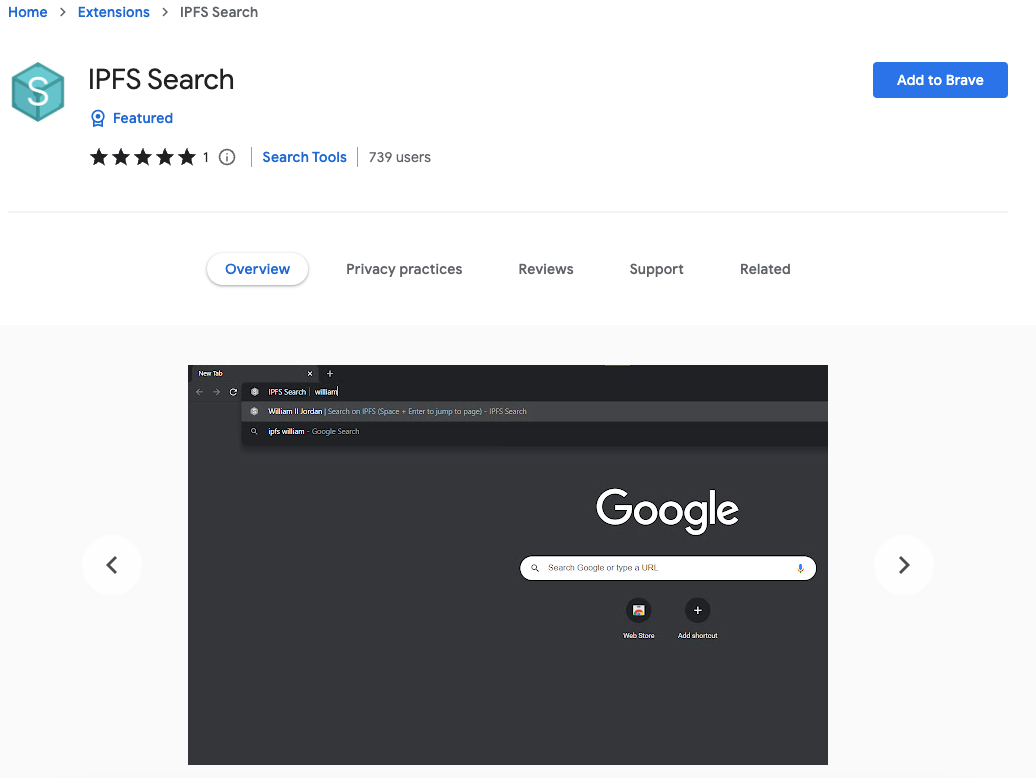 Home > Extensions > IPFS Search
S
IPFS Search
Add to Brave
Featured
1 Search Tools 739 users
Overview Privacy practices Reviews Support Related
New Tab
IPFS Search william
William II Jordan | Search on IPFS (Space + Enter to jump to page) - IPFS Search
ipfs william - Google Search
Google
Search Google or type a URL
Web Store Add shortcut